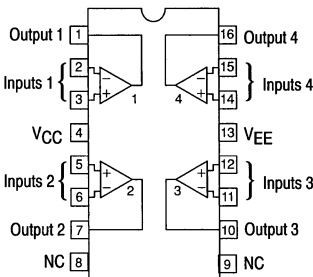 Output 1 1 16 Output 4
2 15
Inputs 1 − + 1 4 − + Inputs 4
3 14
VCC 4 13 VEE
5 12
Inputs 2 + − 2 3 + − Inputs 3
6 11
Output 2 7 10 Output 3
NC 8 9 NC